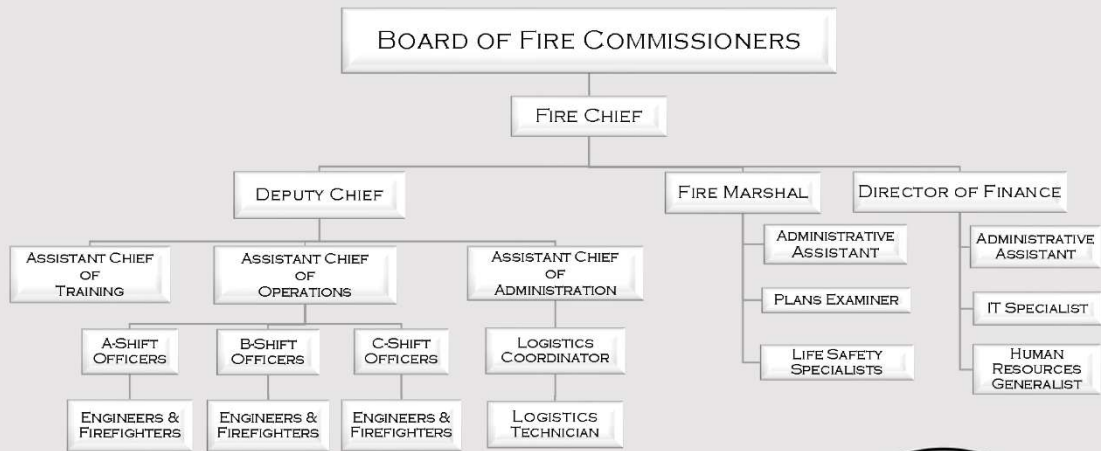 BOARD OF FIRE COMMISSIONERS
FIRE CHIEF
DEPUTY CHIEF
FIRE MARSHAL
DIRECTOR OF FINANCE
ASSISTANT CHIEF
OF
TRAINING
ASSISTANT CHIEF
OF
OPERATIONS
ASSISTANT CHIEF
OF
ADMINISTRATION
ADMINISTRATIVE
ASSISTANT
ADMINISTRATIVE
ASSISTANT
PLANS EXAMINER
IT SPECIALIST
A-SHIFT
OFFICERS
B-SHIFT
OFFICERS
C-SHIFT
OFFICERS
LOGISTICS
COORDINATOR
LIFE SAFETY
SPECIALISTS
HUMAN
RESOURCES
GENERALIST
ENGINEERS &
FIREFIGHTERS
ENGINEERS &
FIREFIGHTERS
ENGINEERS &
FIREFIGHTERS
LOGISTICS
TECHNICIAN